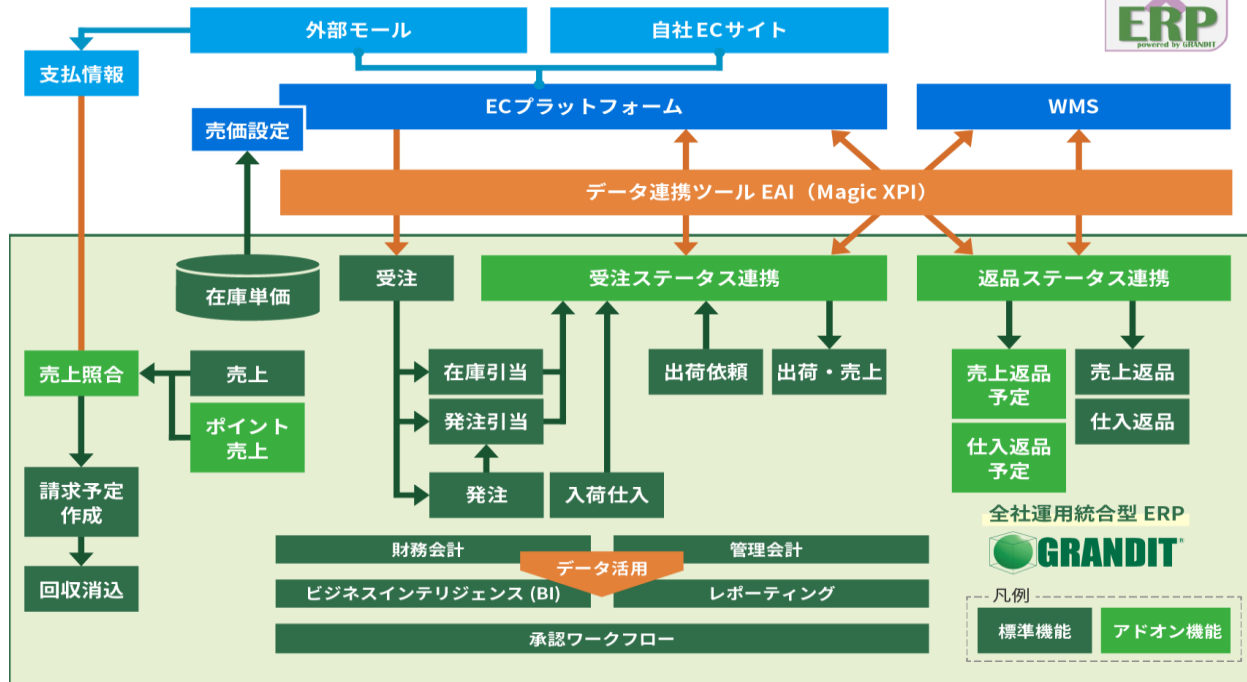 外部モール
自社ECサイト
ERP
powered by GRANDIT
支払情報
ECプラットフォーム
WMS
売価設定
データ連携ツール EAI（Magic XPI）
在庫単価
受注
受注ステータス連携
返品ステータス連携
売上照合
売上
在庫引当
出荷依頼
出荷・売上
売上返品
予定
売上返品
ポイント
売上
発注引当
仕入返品
仕入返品
予定
請求予定
作成
発注
入荷仕入
全社運用統合型 ERP
GRANDIT®
財務会計
管理会計
データ活用
回収消込
ビジネスインテリジェンス (BI)
レポーティング
凡例
標準機能
アドオン機能
承認ワークフロー